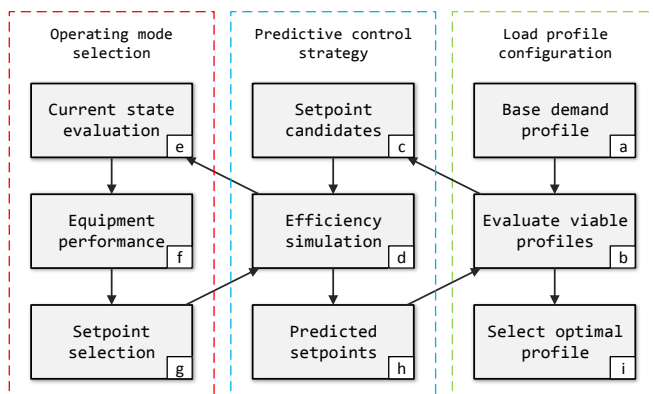 Operating mode
selection
Predictive control
strategy
Load profile
configuration
Current state
evaluation
e
Setpoint
candidates
c
Base demand
profile
a
Equipment
performance
f
Efficiency
simulation
d
Evaluate viable
profiles
b
Setpoint
selection
g
Predicted
setpoints
h
Select optimal
profile
i